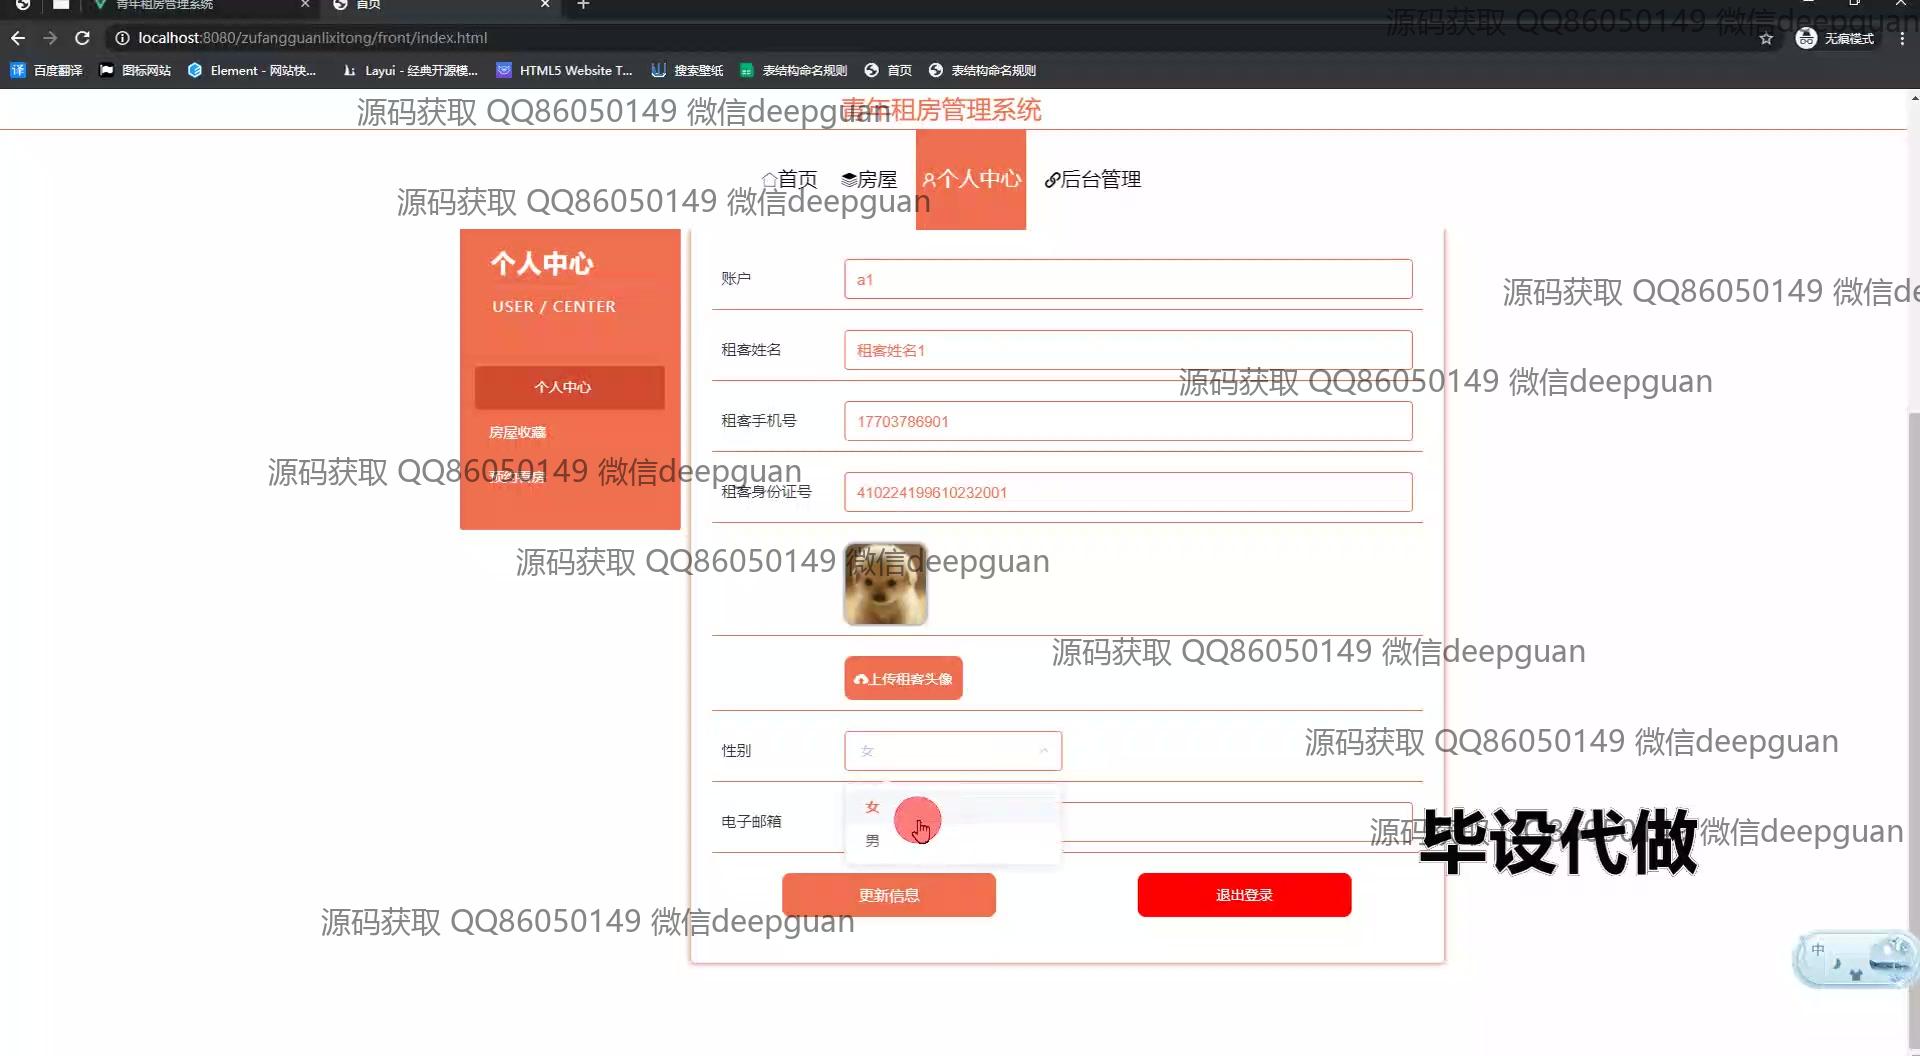 青年租房管理系统
首页
localhost:8080/zufangguanlixitong/front/index.html
无痕模式
百度翻译
图标网站
Element - 网站快...
Layui - 经典开源模...
HTML5 Website T...
搜索壁纸
表结构命名规则
首页
表结构命名规则
源码获取 QQ86050149 微信deepguan
源码获取 QQ86050149 微信deepguan
青年租房管理系统
首页
房屋
个人中心
后台管理
源码获取 QQ86050149 微信deepguan
个人中心
USER / CENTER
个人中心
房屋收藏
账户
a1
源码获取 QQ86050149 微信de
租客姓名
租客姓名1
源码获取 QQ86050149 微信deepguan
租客手机号
17703786901
源码获取 QQ86050149 微信deepguan
租客身份证号
410224199610232001
源码获取 QQ86050149 微信deepguan
源码获取 QQ86050149 微信deepguan
上传租客头像
性别
女
源码获取 QQ86050149 微信deepguan
女
男
电子邮箱
源码获取 QQ86050149 微信deepguan
毕设代做
更新信息
退出登录
源码获取 QQ86050149 微信deepguan
中